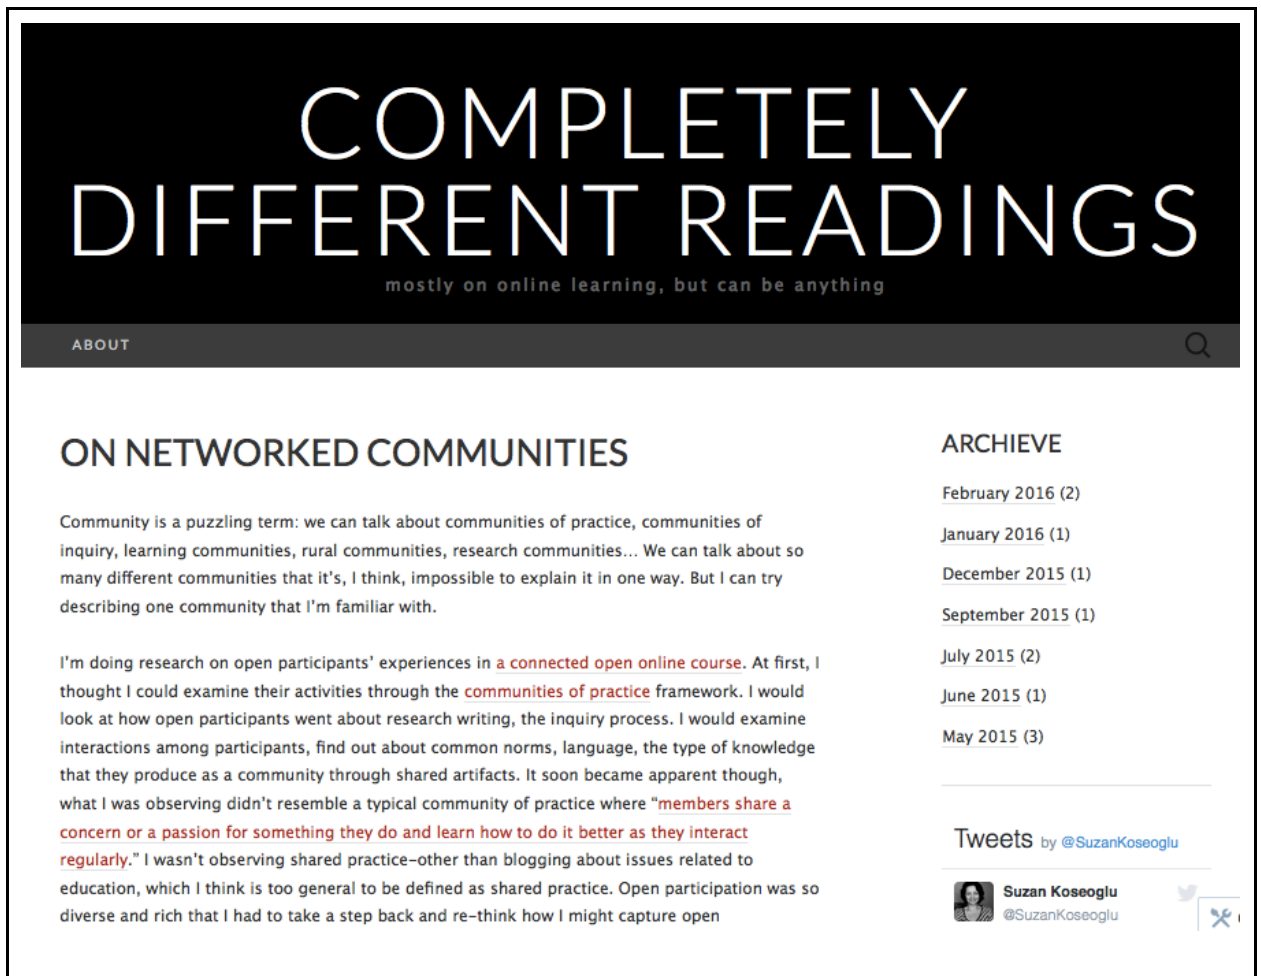 COMPLETELY
DIFFERENT READINGS
mostly on online learning, but can be anything
ABOUT
ON NETWORKED COMMUNITIES
Community is a puzzling term: we can talk about communities of practice, communities of
inquiry, learning communities, rural communities, research communities... We can talk about so
many different communities that it's, I think, impossible to explain it in one way. But I can try
describing one community that I'm familiar with.
I'm doing research on open participants' experiences in a connected open online course. At first, I
thought I could examine their activities through the communities of practice framework. I would
look at how open participants went about research writing, the inquiry process. I would examine
interactions among participants, find out about common norms, language, the type of knowledge
that they produce as a community through shared artifacts. It soon became apparent though,
what I was observing didn't resemble a typical community of practice where “members share a
concern or a passion for something they do and learn how to do it better as they interact
regularly.” I wasn't observing shared practice–other than blogging about issues related to
education, which I think is too general to be defined as shared practice. Open participation was so
diverse and rich that I had to take a step back and re-think how I might capture open
ARCHIEVE
February 2016 (2)
January 2016 (1)
December 2015 (1)
September 2015 (1)
July 2015 (2)
June 2015 (1)
May 2015 (3)
Tweets by @SuzanKoseoglu
Suzan Koseoglu
@SuzanKoseoglu